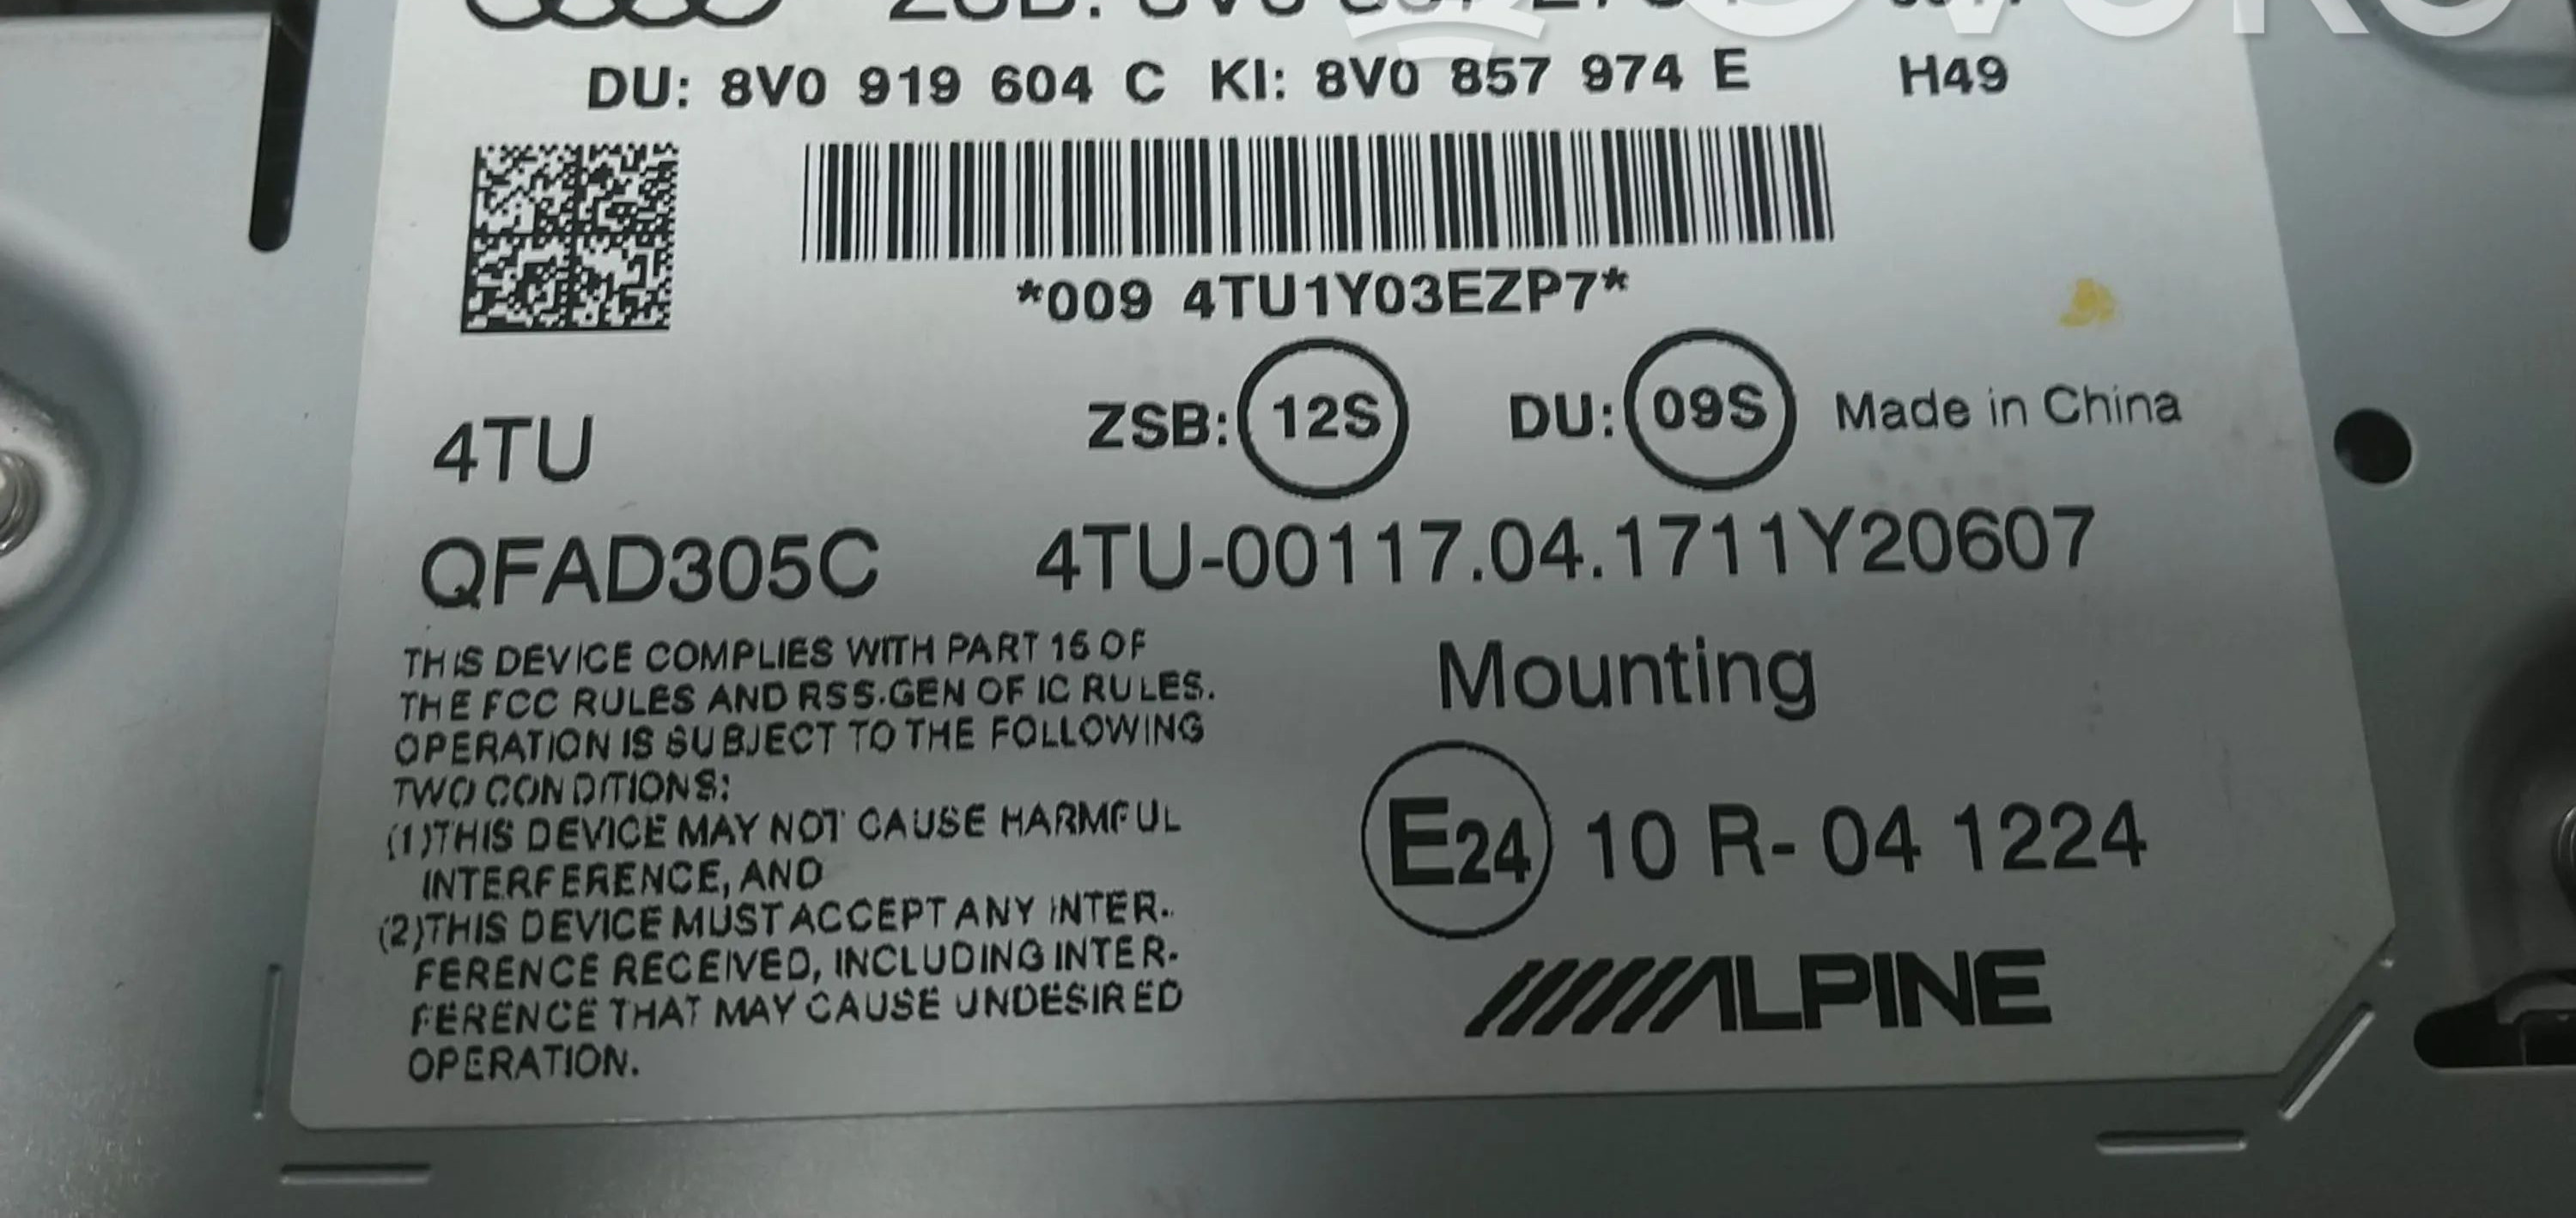 ZSB: 8V0
DU: 8V0 919 604 C KI: 8V0 857 974 E H49
*009 4TU1Y03EZP7*
ZSB: 12S DU: 09S Made in China
4TU
QFAD305C 4TU-00117.04.1711Y20607
THIS DEVICE COMPLIES WITH PART 15 OF
THE FCC RULES AND RSS-GEN OF IC RULES.
OPERATION IS SUBJECT TO THE FOLLOWING
TWO CONDITIONS:
(1)THIS DEVICE MAY NOT CAUSE HARMFUL
INTERFERENCE, AND
(2)THIS DEVICE MUST ACCEPT ANY INTER-
FERENCE RECEIVED, INCLUDING INTER-
FERENCE THAT MAY CAUSE UNDESIRED
OPERATION.
Mounting
E24 10 R- 04 1224
ALPINE